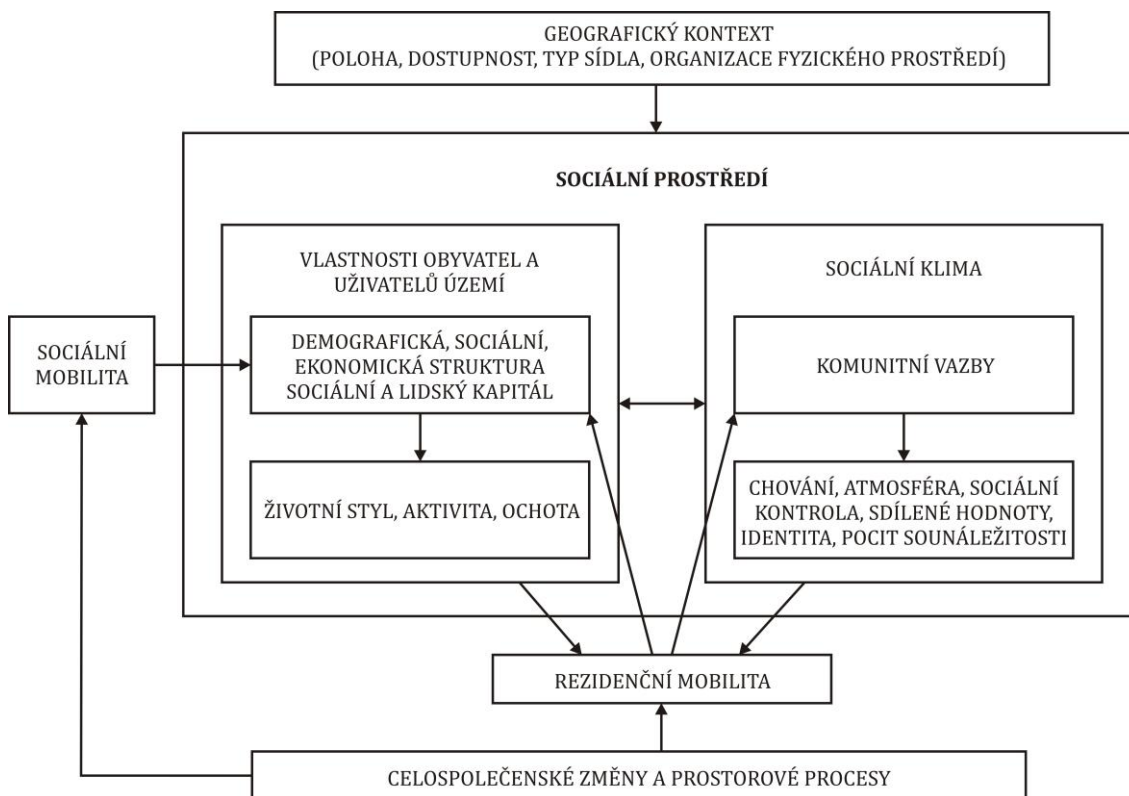 GEOGRAFICKÝ KONTEXT
(POLOHA, DOSTUPNOST, TYP SÍDLA, ORGANIZACE FYZICKÉHO PROSTŘEDÍ)
SOCIÁLNÍ PROSTŘEDÍ
VLASTNOSTI OBYVATEL A
UŽIVATELŮ ÚZEMÍ
SOCIÁLNÍ KLIMA
SOCIÁLNÍ
MOBILITA
DEMOGRAFICKÁ, SOCIÁLNÍ,
EKONOMICKÁ STRUKTURA
SOCIÁLNÍ A LIDSKÝ KAPITÁL
KOMUNITNÍ VAZBY
ŽIVOTNÍ STYL, AKTIVITA, OCHOTA
CHOVÁNÍ, ATMOSFÉRA, SOCIÁLNÍ
KONTROLA, SDÍLENÉ HODNOTY,
IDENTITA, POCIT SOUNÁLEŽITOSTI
REZIDENČNÍ MOBILITA
CELOSPOLEČENSKÉ ZMĚNY A PROSTOROVÉ PROCESY